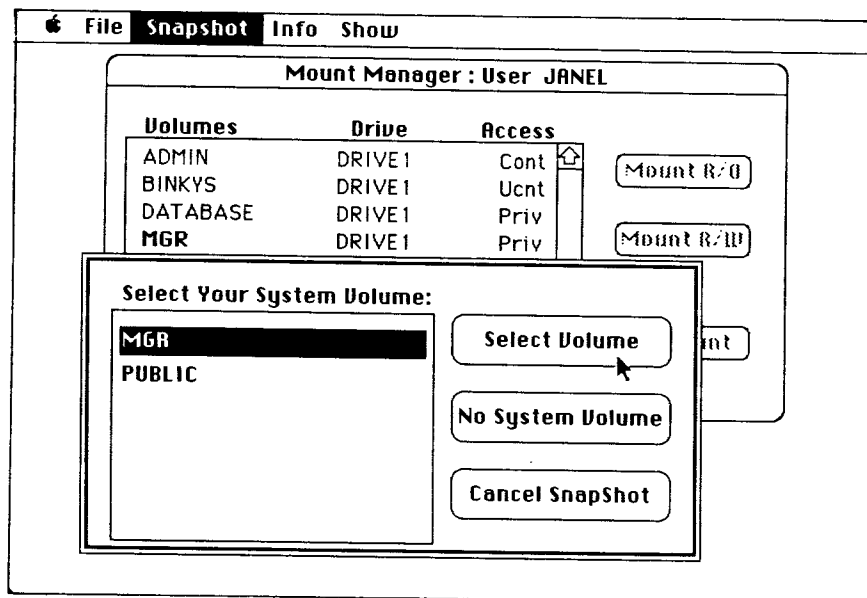 File Snapshot Info Show
Mount Manager : User JANEL
Volumes Drive Access
ADMIN DRIVE1 Cont
BINKYS DRIVE1 Ucnt
DATABASE DRIVE1 Priv
MGR DRIVE1 Priv
Mount R/O
Mount R/W
nt
Select Your System Volume:
MGR
PUBLIC
Select Volume
No System Volume
Cancel SnapShot